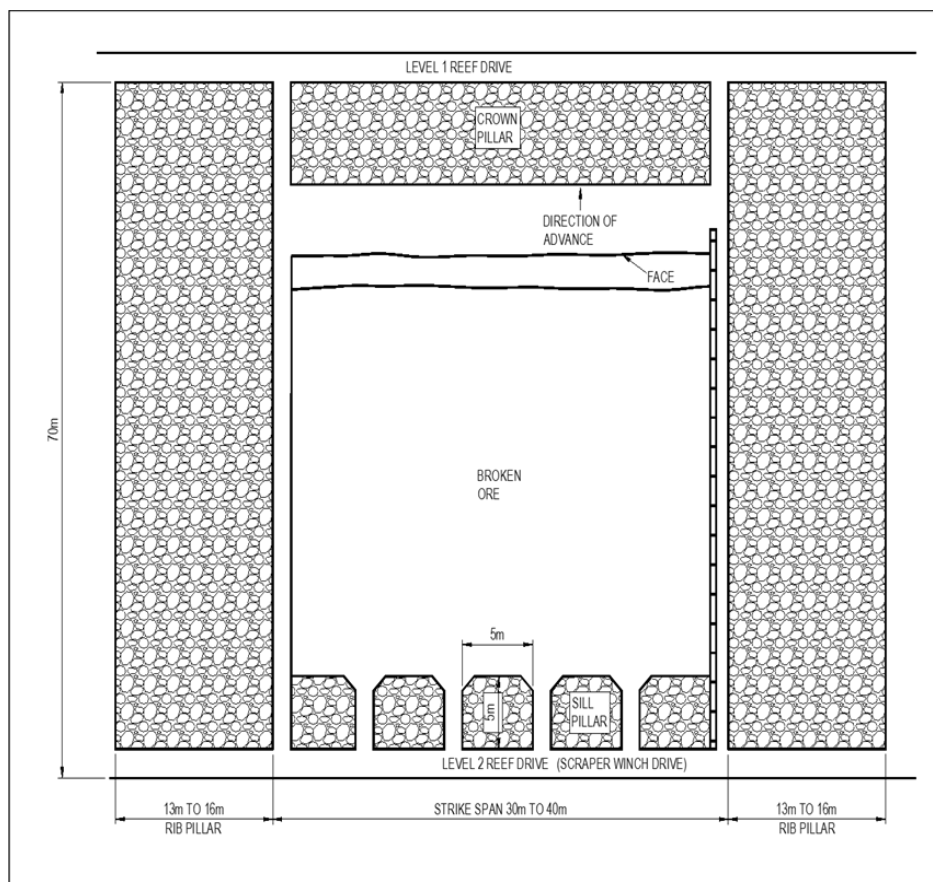 LEVEL 1 REEF DRIVE
CROWN
PILLAR
DIRECTION OF
ADVANCE
FACE
70m
BROKEN
ORE
5m
5m
SILL
PILLAR
LEVEL 2 REEF DRIVE (SCRAPER WINCH DRIVE)
13m TO 16m
RIB PILLAR
STRIKE SPAN 30m TO 40m
13m TO 16m
RIB PILLAR